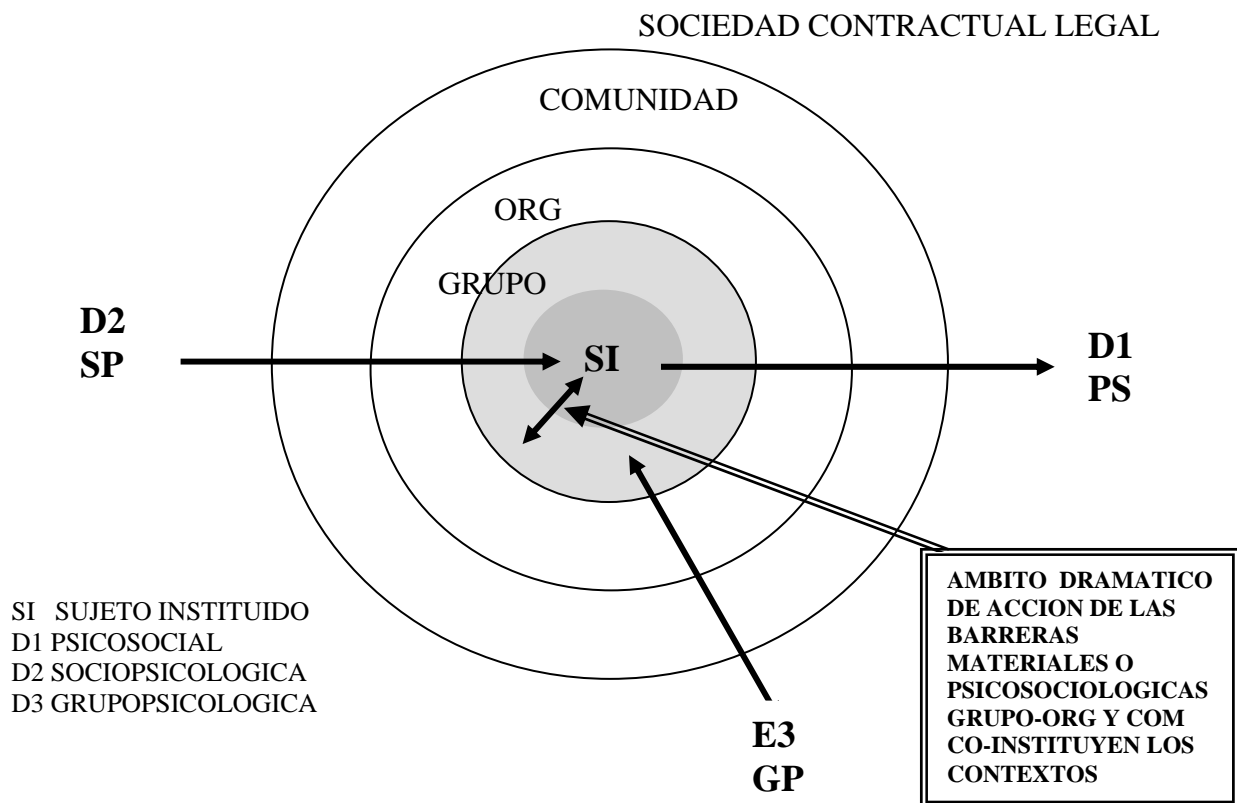 SOCIEDAD CONTRACTUAL LEGAL
COMUNIDAD
ORG
GRUPO
D2
SP
SI
D1
PS
SI SUJETO INSTITUIDO
D1 PSICOSOCIAL
D2 SOCIOPSICOLOGICA
D3 GRUPOPSICOLOGICA
E3
GP
AMBITO DRAMATICO
DE ACCION DE LAS
BARRERAS
MATERIALES O
PSICOSOCIOLOGICAS
GRUPO-ORG Y COM
CO-INSTITUYEN LOS
CONTEXTOS